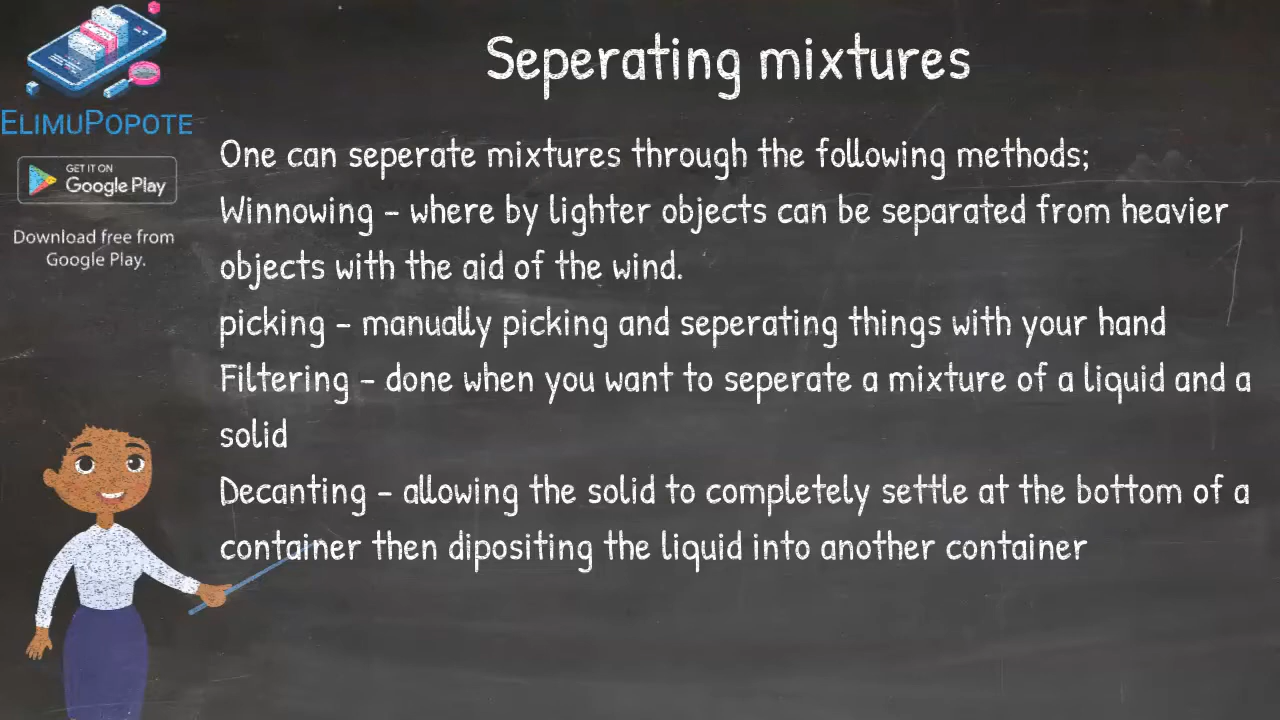 Seperating mixtures
ELIMUPOPOTE
GET IT ON
Google Play
Download free from
Google Play.
One can seperate mixtures through the following methods;
Winnowing - where by lighter objects can be separated from heavier
objects with the aid of the wind.
picking - manually picking and seperating things with your hand
Filtering - done when you want to seperate a mixture of a liquid and a
solid
Decanting - allowing the solid to completely settle at the bottom of a
container then dipositing the liquid into another container